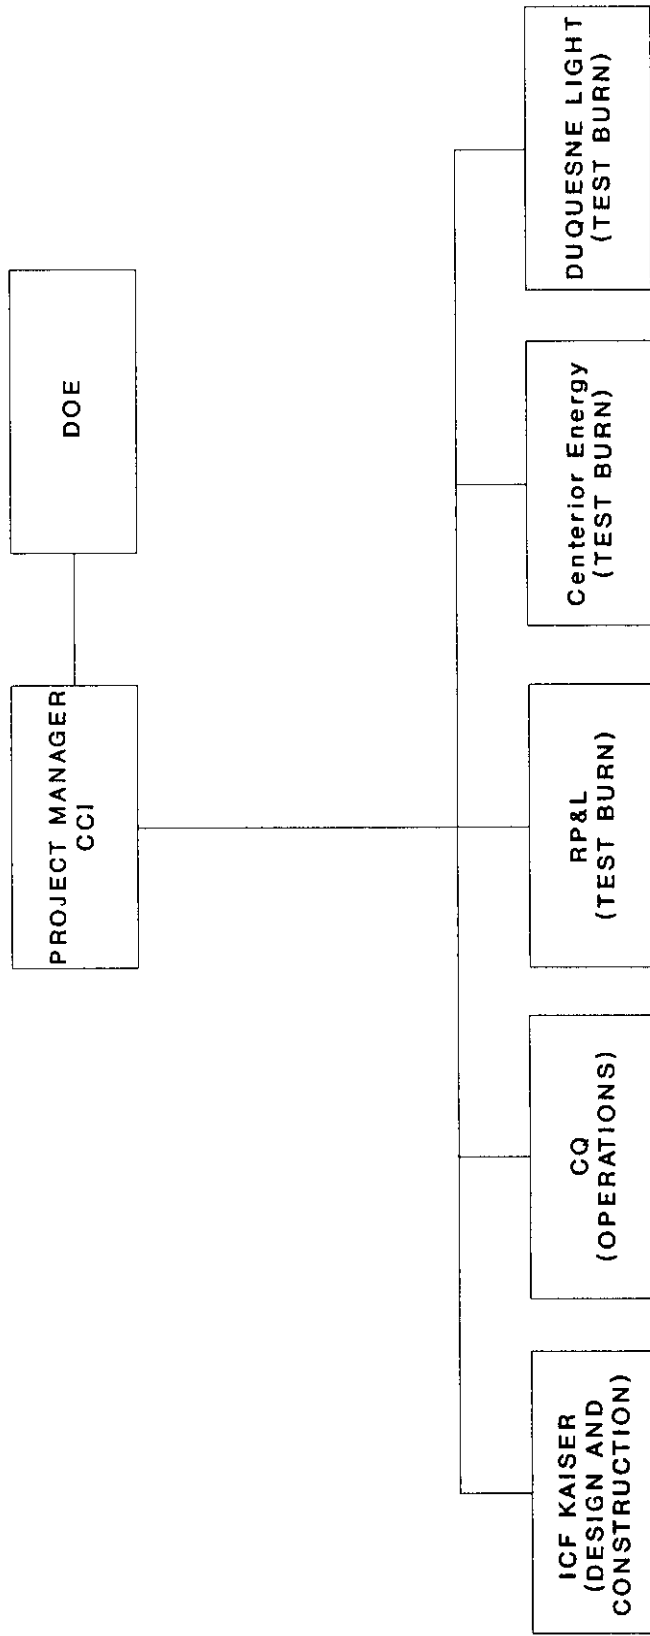 PROJECT MANAGER
CCI
DOE
ICF KAISER
(DESIGN AND
CONSTRUCTION)
CQ
(OPERATIONS)
RP&L
(TEST BURN)
Centerior Energy
(TEST BURN)
DUQUESNE LIGHT
(TEST BURN)